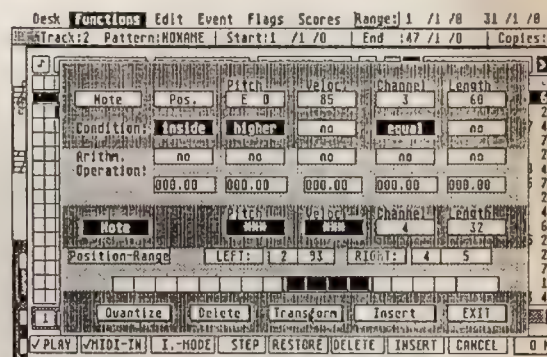 Desk Functions Edit Event Flags Scores Range: 1 /1 /0 31 /1 /0
Track:2 Pattern:NONAME Start:1 /1 /0 End :47 /1 /0 Copies:
Pitch Veloc. Channel Length
Note Pos. E 0 85 3 60
Condition: inside higher no equal no
Arithm. no no no no no
Operation:
000.00 000.00 000.00 000.00 000.00
Pitch Veloc. Channel Length
Note *** *** 4 32
Position-Range LEFT: 2 93 RIGHT: 4 5
Quantize Delete Transform Insert EXIT
✓PLAY ✓MIDI-IN I.-MODE STEP RESTORE DELETE INSERT CANCEL